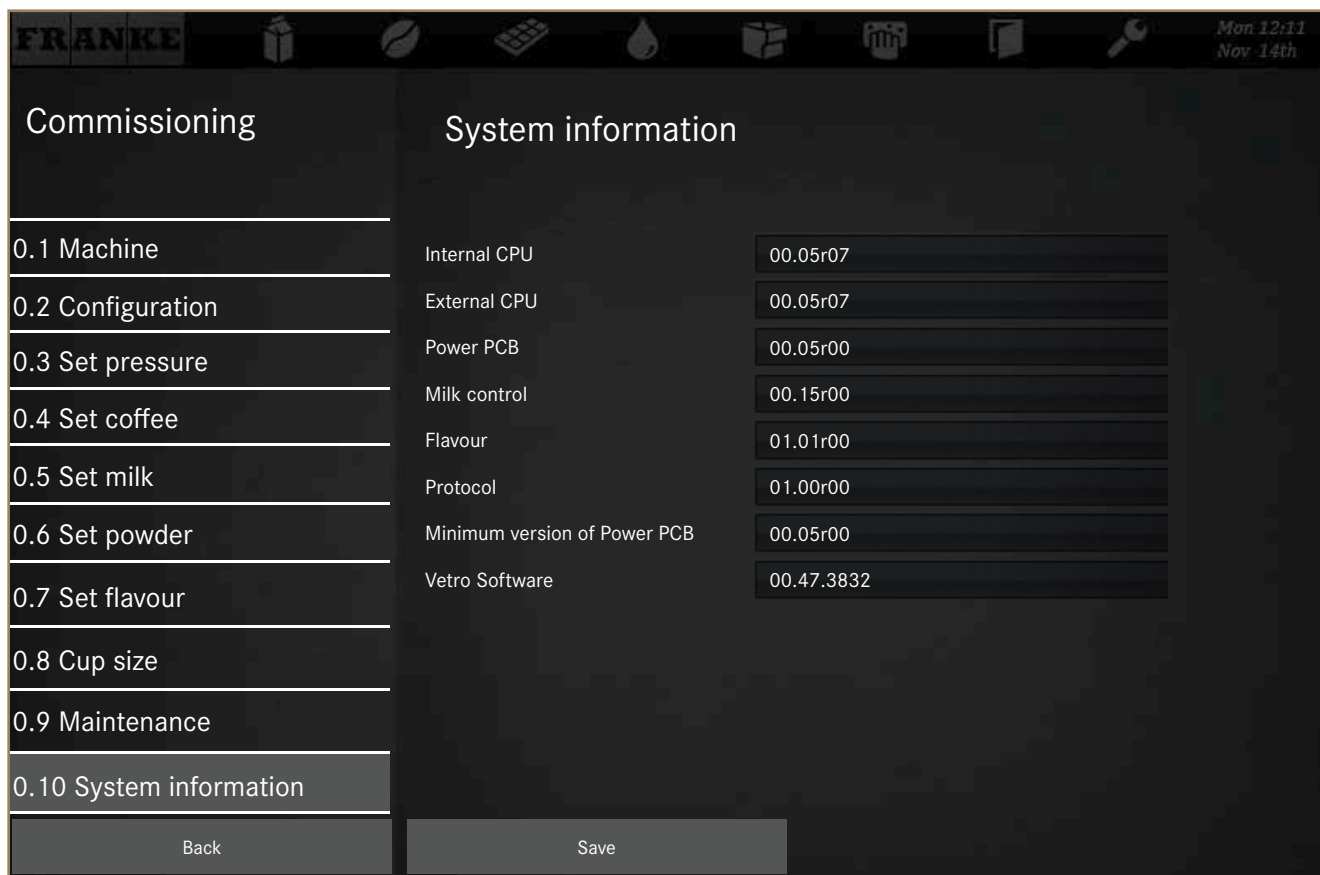 FRANKE
Mon 12:11
Nov 14th
Commissioning
System information
0.1 Machine
0.2 Configuration
0.3 Set pressure
0.4 Set coffee
0.5 Set milk
0.6 Set powder
0.7 Set flavour
0.8 Cup size
0.9 Maintenance
0.10 System information
Internal CPU 00.05r07
External CPU 00.05r07
Power PCB 00.05r00
Milk control 00.15r00
Flavour 01.01r00
Protocol 01.00r00
Minimum version of Power PCB 00.05r00
Vetro Software 00.47.3832
Back
Save